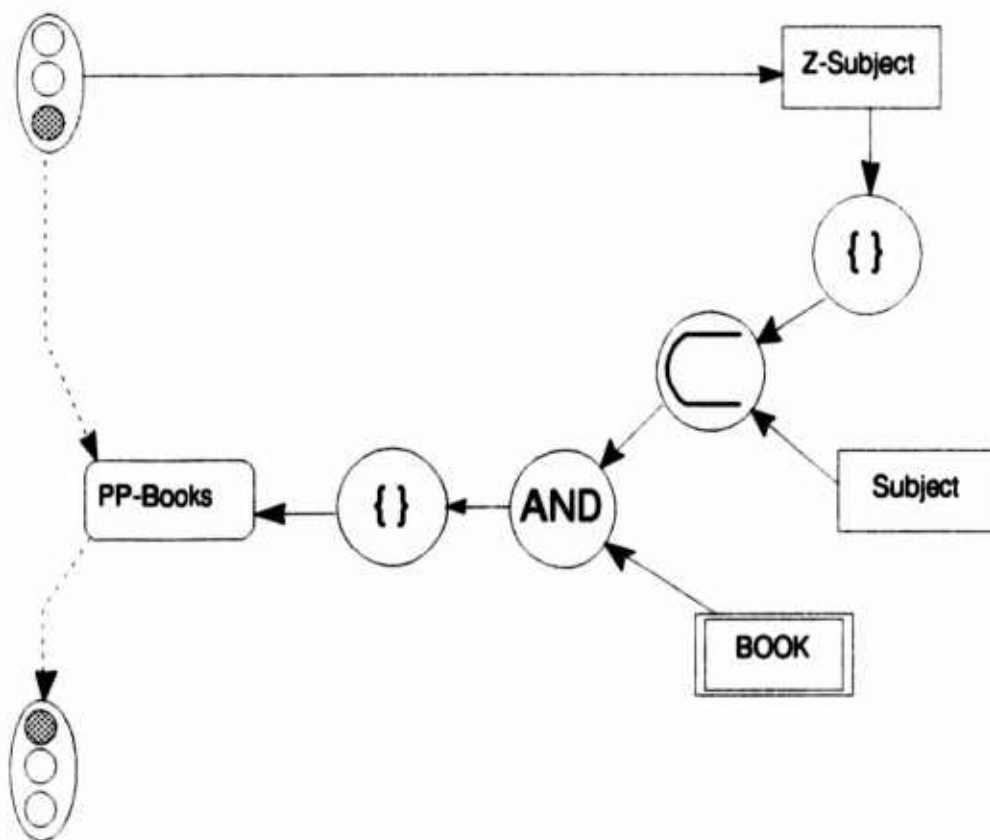 Z-Subject
{ }
Subject
PP-Books
{ }
AND
BOOK